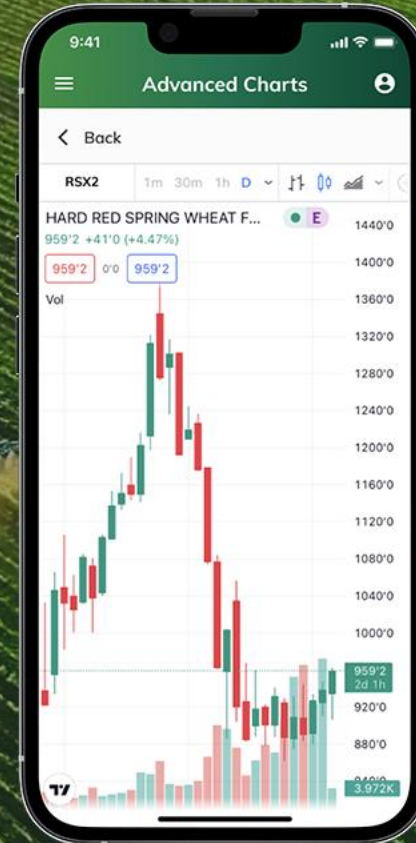 9:41
Advanced Charts
Back
RSX2 1m 30m 1h D
HARD RED SPRING WHEAT F... E
959'2 +41'0 (+4.47%)
959'2 0'0 959'2
Vol
1440'0
1400'0
1360'0
1320'0
1280'0
1240'0
1200'0
1160'0
1120'0
1080'0
1040'0
1000'0
959'2
2d 1h
920'0
880'0
840'0
3.972K